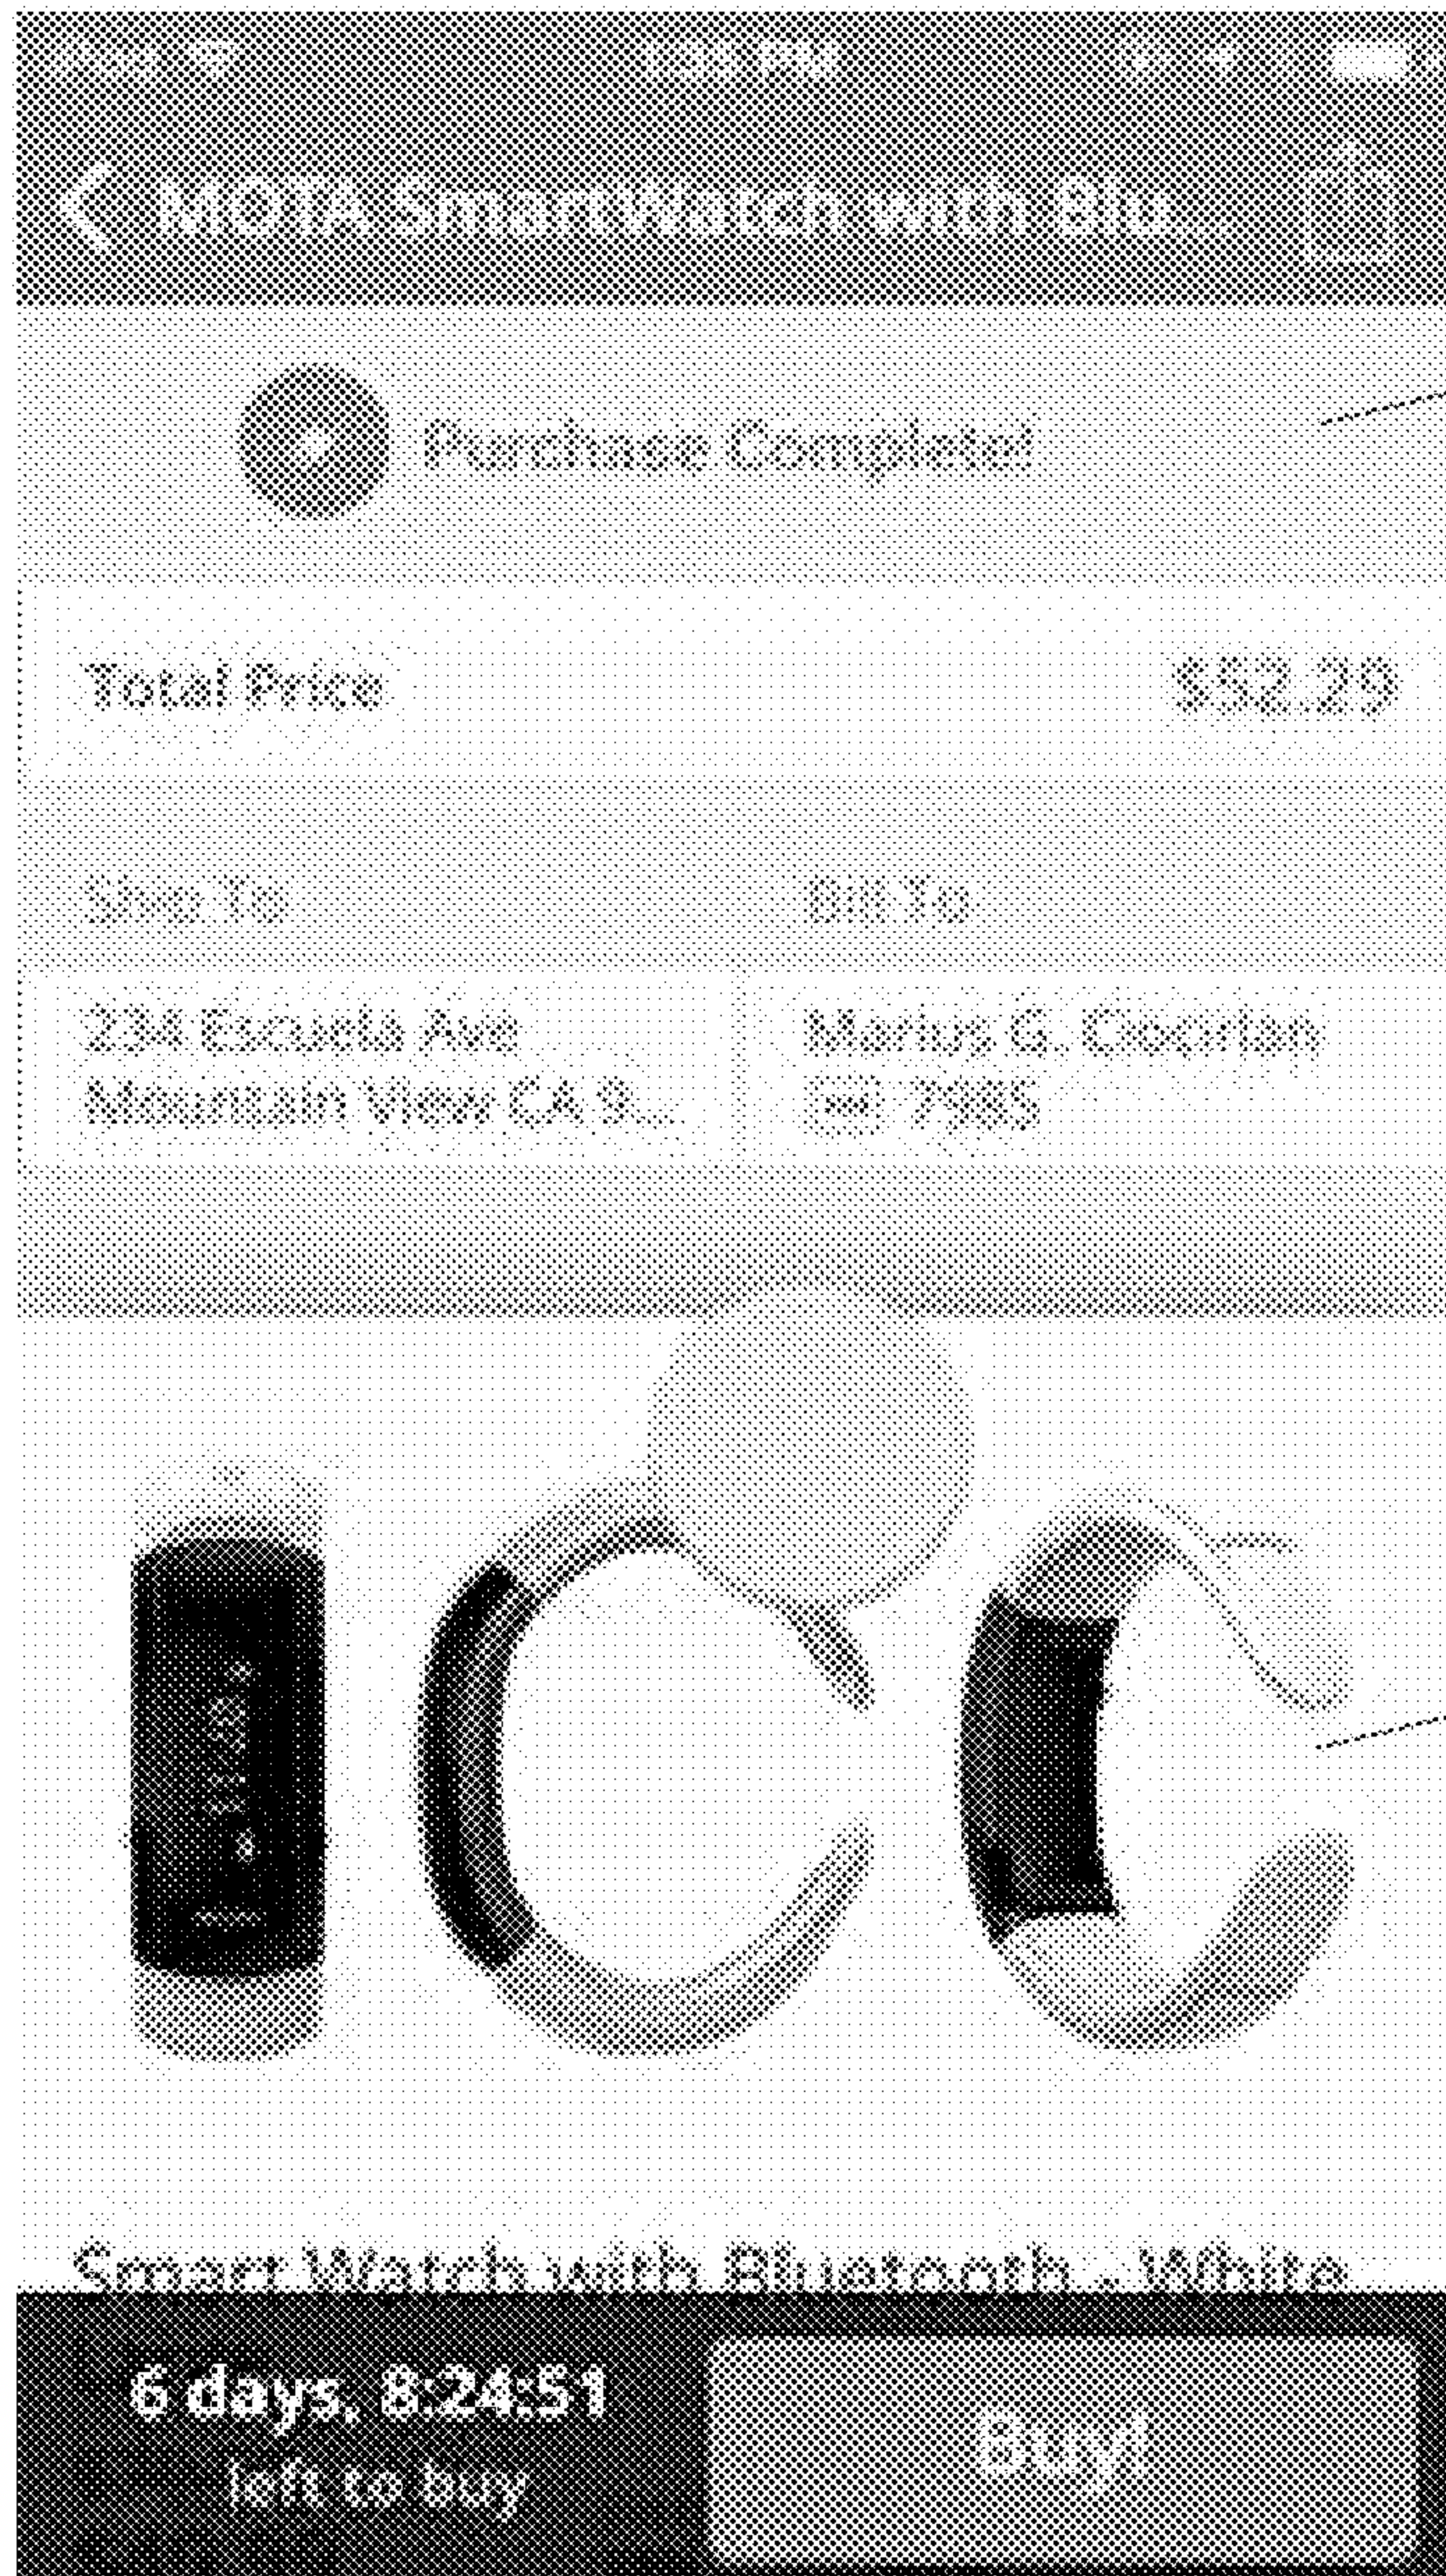 MOTA SmartWatch with Blu...
Purchase Complete!
Total Price
$52.29
Ship To
Bill To
234 Escuela Ave
Marius G.
Mountain View CA 9...
7985
Smart Watch with Bluetooth - White
6 days, 8:24:51
left to buy
Buy!